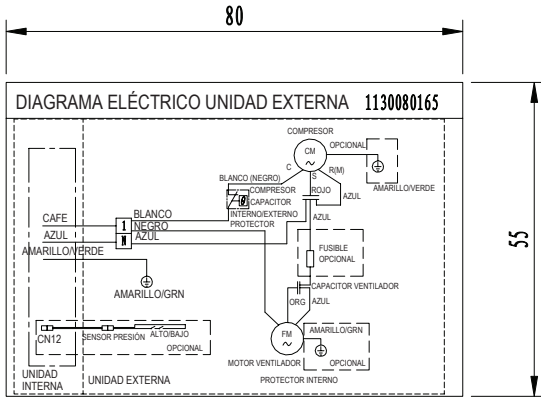 80
DIAGRAMA ELÉCTRICO UNIDAD EXTERNA 1130080165
55
COMPRESOR
OPCIONAL
CM
~
C
S
R(M)
BLANCO (NEGRO)
COMPRESOR
CAPACITOR
ROJO
AZUL
AMARILLO/VERDE
INTERNO/EXTERNO
PROTECTOR
AZUL
CAFE
1
BLANCO
NEGRO
AZUL
N
AZUL
AMARILLO/VERDE
FUSIBLE
OPCIONAL
AMARILLO/GRN
CAPACITOR VENTILADOR
ORG
AZUL
CN12
SENSOR PRESIÓN
ALTO/BAJO
OPCIONAL
FM
~
AMARILLO/GRN
OPCIONAL
MOTOR VENTILADOR
PROTECTOR INTERNO
UNIDAD
INTERNA
UNIDAD EXTERNA